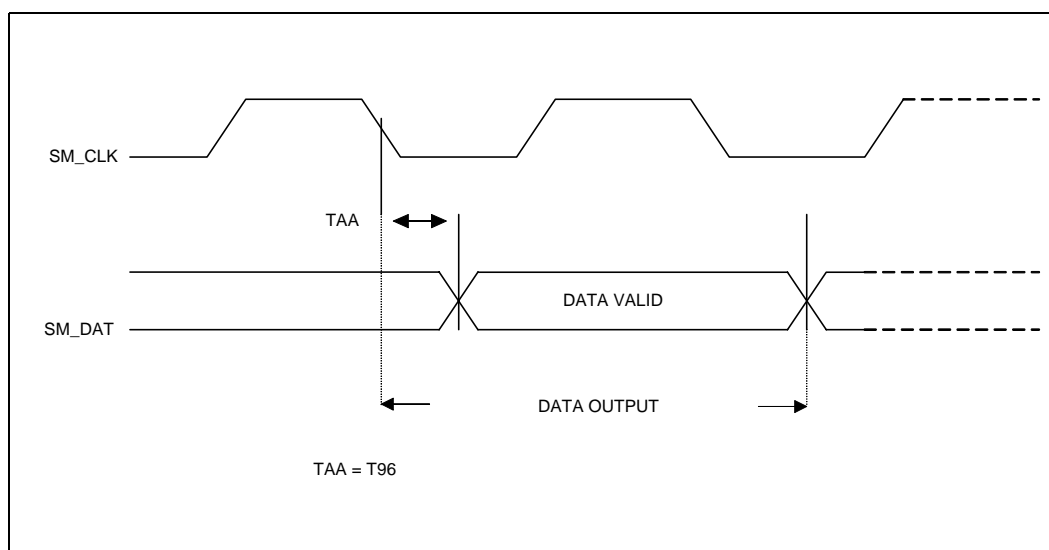 SM_CLK
TAA
DATA VALID
SM_DAT
DATA OUTPUT
TAA = T96